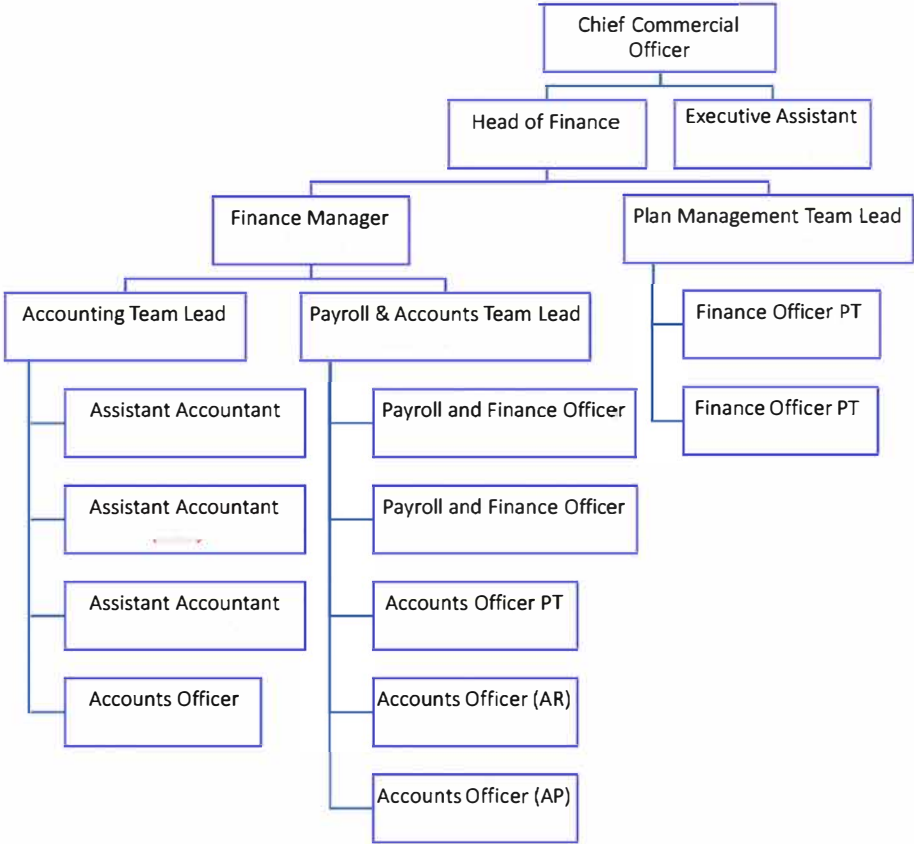 Chief Commercial
Officer
Head of Finance
Executive Assistant
Finance Manager
Plan Management Team Lead
Accounting Team Lead
Payroll & Accounts Team Lead
Finance Officer PT
Finance Officer PT
Assistant Accountant
Payroll and Finance Officer
Assistant Accountant
Payroll and Finance Officer
Assistant Accountant
Accounts Officer PT
Accounts Officer
Accounts Officer (AR)
Accounts Officer (AP)